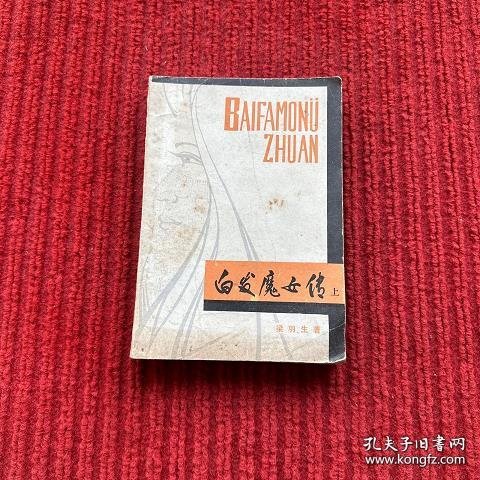 BAIFAMONÜ
ZHUAN
白发魔女传 上
梁羽生著
孔夫子旧书网
www.kongfz.com